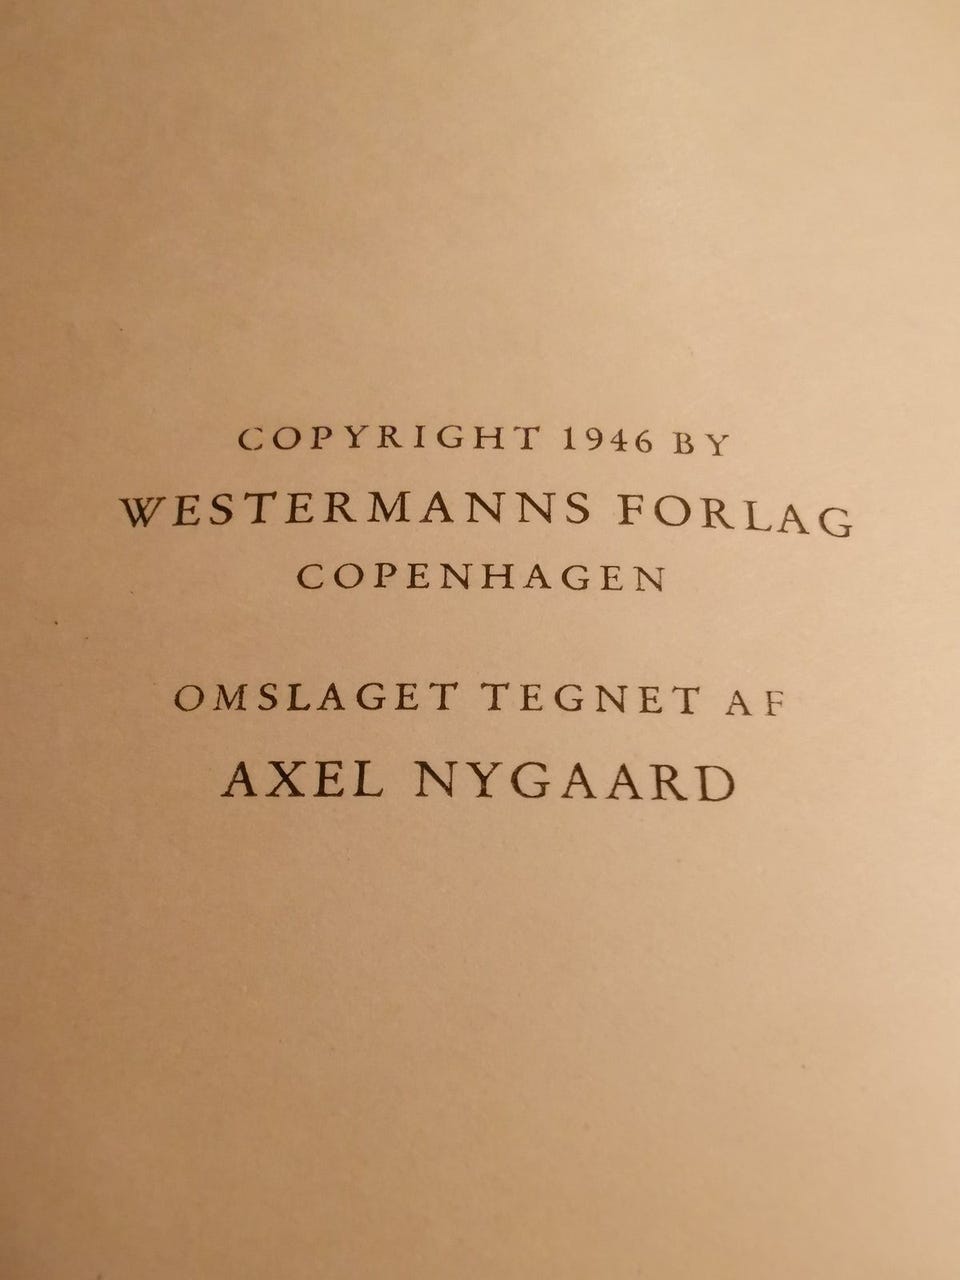 COPYRIGHT 1946 BY
WESTERMANNS FORLAG
COPENHAGEN
OMSLAGET TEGNET AF
AXEL NYGAARD